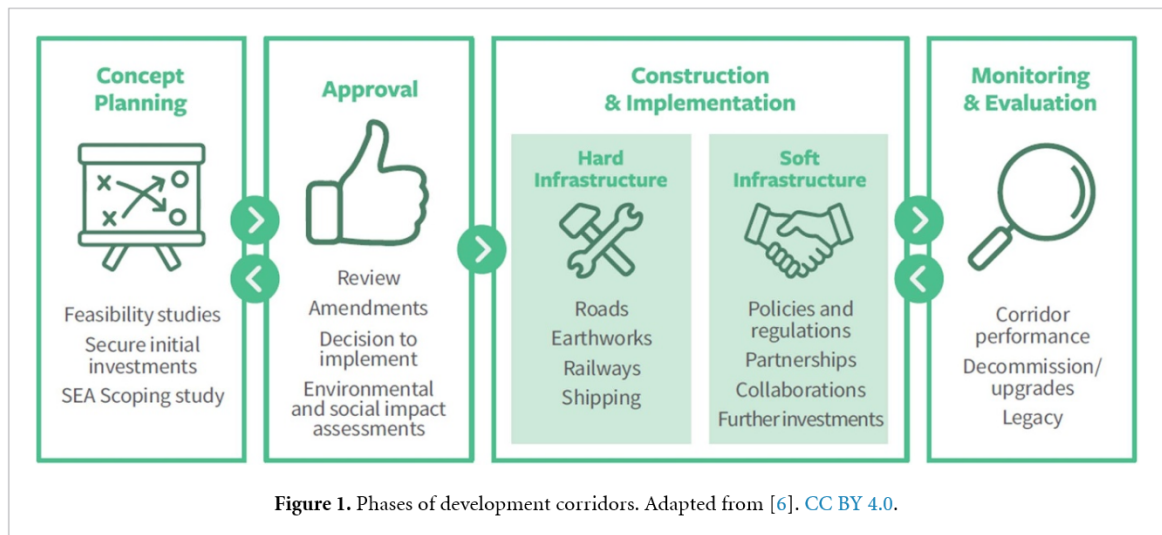 Concept
Planning
Feasibility studies
Secure initial
investments
SEA Scoping study
Approval
Review
Amendments
Decision to
implement
Environmental
and social impact
assessments
Construction
& Implementation
Hard
Infrastructure
Roads
Earthworks
Railways
Shipping
Soft
Infrastructure
Policies and
regulations
Partnerships
Collaborations
Further investments
Monitoring
& Evaluation
Corridor
performance
Decommission/
upgrades
Legacy
Figure 1. Phases of development corridors. Adapted from [6]. CC BY 4.0.